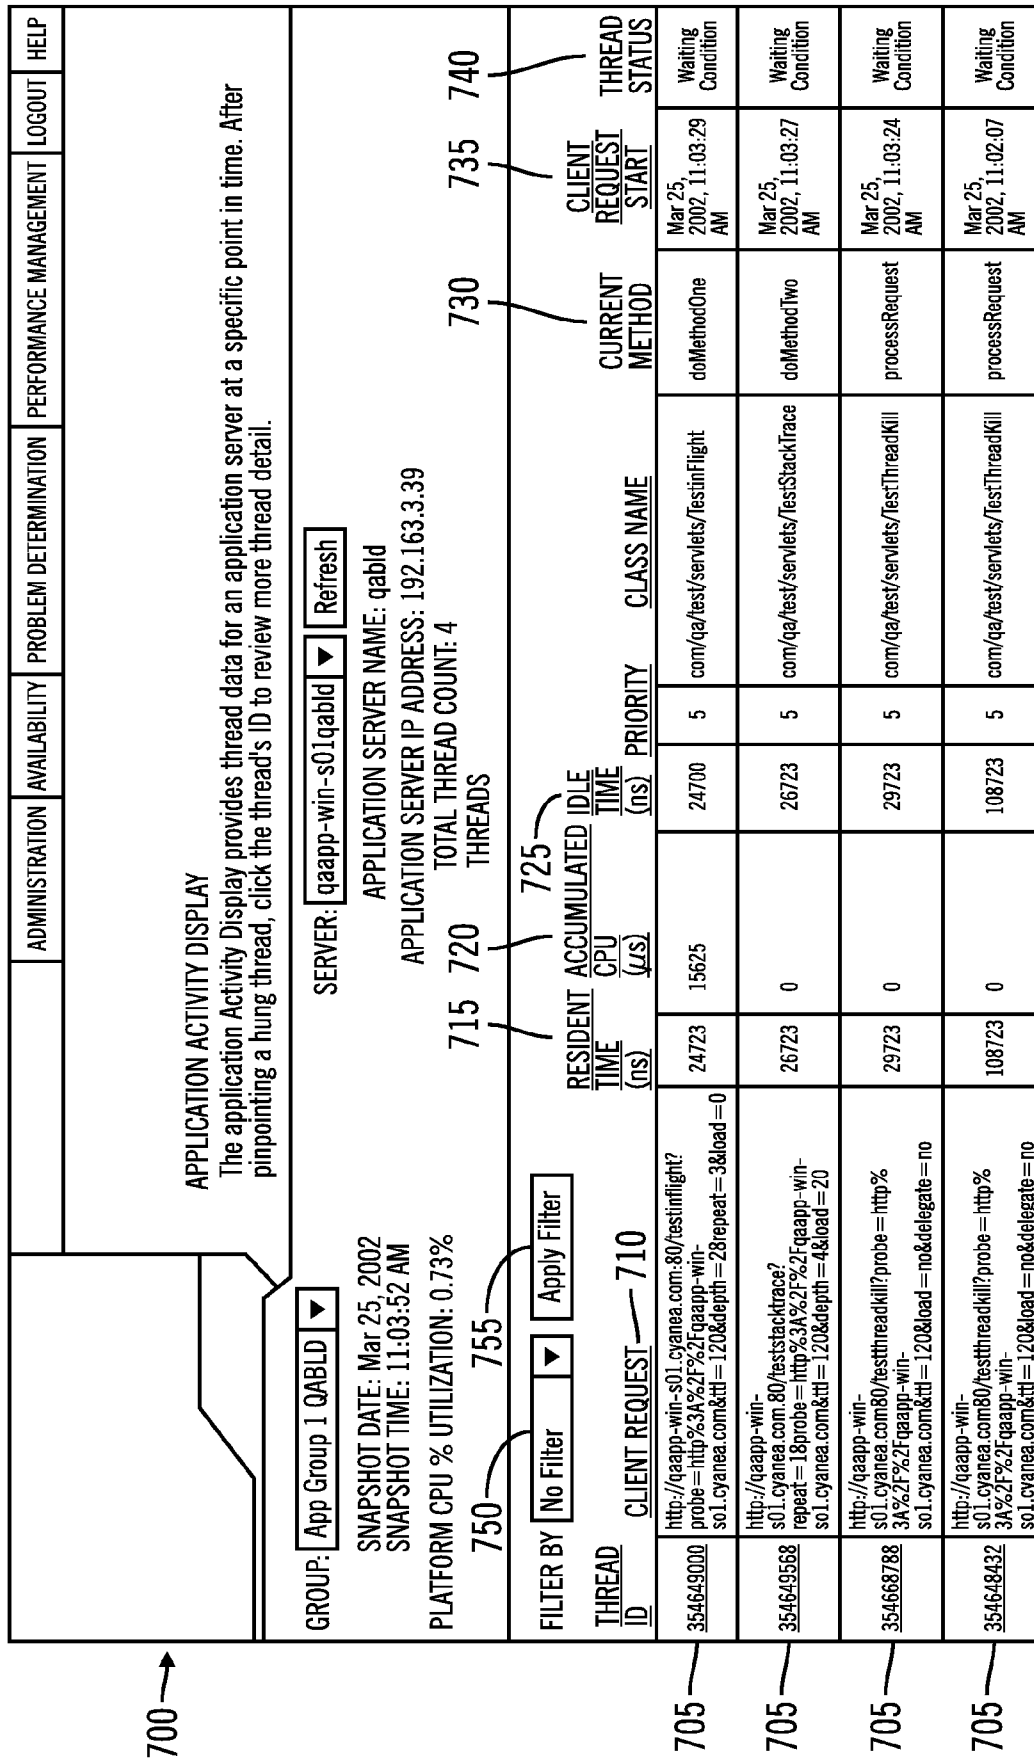 700
ADMINISTRATION AVAILABILITY PROBLEM DETERMINATION PERFORMANCE MANAGEMENT LOGOUT HELP
APPLICATION ACTIVITY DISPLAY
The application Activity Display provides thread data for an application server at a specific point in time. After
pinpointing a hung thread, click the thread's ID to review more thread detail.
GROUP: App Group 1 QABLD ▼ SERVER: qaapp-win-s01qabld ▼ Refresh
SNAPSHOT DATE: Mar 25, 2002 APPLICATION SERVER NAME: qabld
SNAPSHOT TIME: 11:03:52 AM APPLICATION SERVER IP ADDRESS: 192.163.3.39
PLATFORM CPU % UTILIZATION: 0.73% TOTAL THREAD COUNT: 4
THREADS
750 755 715 720 725 730 735 740
FILTER BY No Filter ▼ Apply Filter
THREAD ID
CLIENT REQUEST 710
RESIDENT TIME (ns)
ACCUMULATED CPU (μs)
IDLE TIME (ns)
PRIORITY
CLASS NAME
CURRENT METHOD
CLIENT REQUEST START
THREAD STATUS
705
354649000
http://qaapp-win-s01.cyanea.com:80/testinflight?
probe=http%3A%2F%2Fqaapp-win-
so1.cyanea.com&ttl=120&depth=28repeat=3&load=0
24723
15625
24700
5
com/qa/test/servlets/TestinFlight
doMethodOne
Mar 25,
2002, 11:03:29
AM
Waiting
Condition
705
354649568
http://qaapp-win-
s01.cyanea.com.80/teststacktrace?
repeat=18probe=http%3A%2F%2Fqaapp-win-
so1.cyanea.com&ttl=120&depth=4&load=20
26723
0
26723
5
com/qa/test/servlets/TestStackTrace
doMethodTwo
Mar 25,
2002, 11:03:27
AM
Waiting
Condition
705
354668788
http://qaapp-win-
s01.cyanea.com80/testthreadkill?probe=http%
3A%2F%2Fqaapp-win-
so1.cyanea.com&ttl=120&load=no&delegate=no
29723
0
29723
5
com/qa/test/servlets/TestThreadKill
processRequest
Mar 25,
2002, 11:03:24
AM
Waiting
Condition
705
354648432
http://qaapp-win-
s01.cyanea.com80/testthreadkill?probe=http%
3A%2F%2Fqaapp-win-
so1.cyanea.com&ttl=120&load=no&delegate=no
108723
0
108723
5
com/qa/test/servlets/TestThreadKill
processRequest
Mar 25,
2002, 11:02:07
AM
Waiting
Condition